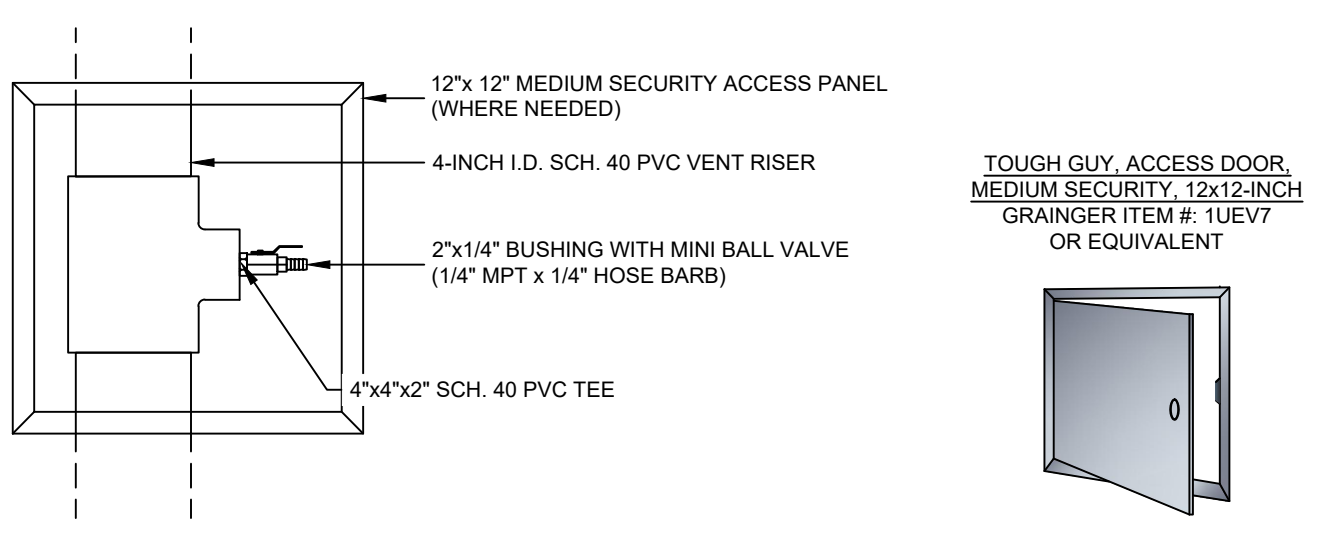 12"x 12" MEDIUM SECURITY ACCESS PANEL
(WHERE NEEDED)
4-INCH I.D. SCH. 40 PVC VENT RISER
2"x1/4" BUSHING WITH MINI BALL VALVE
(1/4" MPT x 1/4" HOSE BARB)
4"x4"x2" SCH. 40 PVC TEE
TOUGH GUY, ACCESS DOOR,
MEDIUM SECURITY, 12x12-INCH
GRAINGER ITEM #: 1UEV7
OR EQUIVALENT